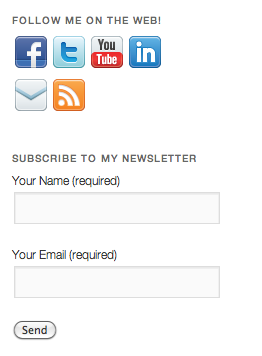 FOLLOW ME ON THE WEB!
f t You Tube in
SUBSCRIBE TO MY NEWSLETTER
Your Name (required)
Your Email (required)
Send